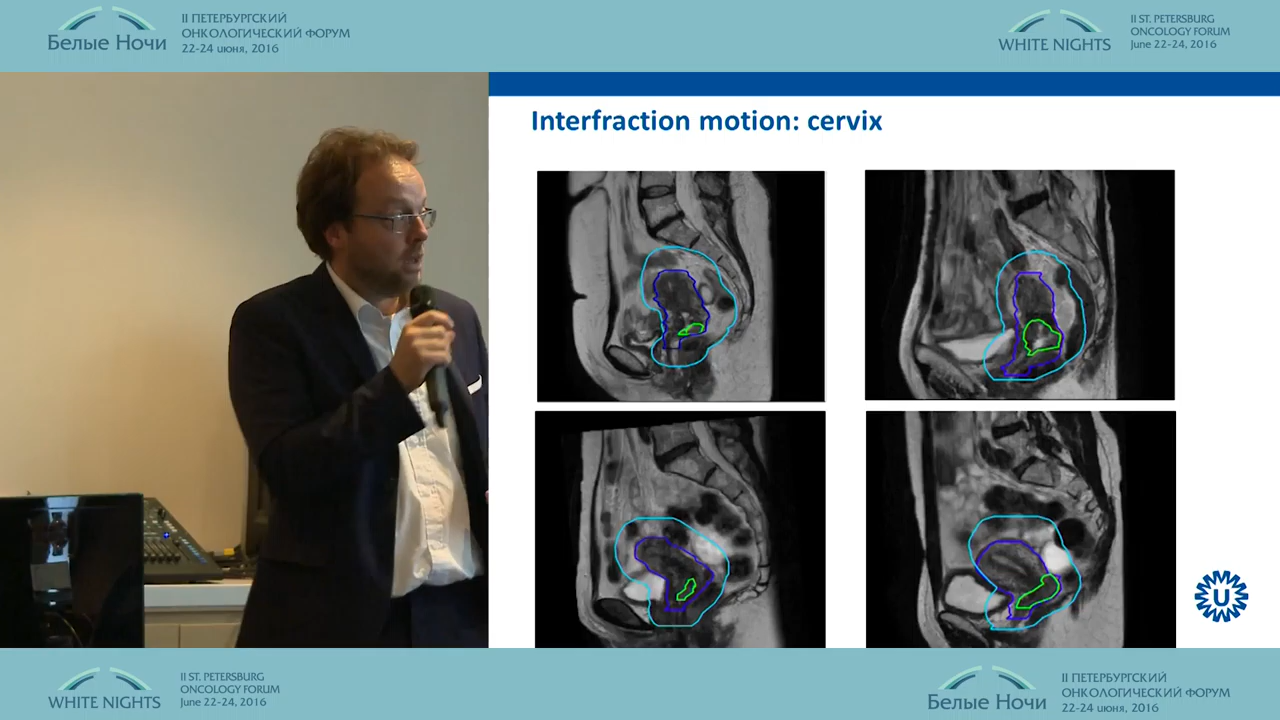 Белые Ночи
II ПЕТЕРБУРГСКИЙ
ОНКОЛОГИЧЕСКИЙ ФОРУМ
22-24 июня, 2016
WHITE NIGHTS
II ST. PETERSBURG
ONCOLOGY FORUM
June 22-24, 2016
Interfraction motion: cervix
U
WHITE NIGHTS
II ST. PETERSBURG
ONCOLOGY FORUM
June 22-24, 2016
Белые Ночи
II ПЕТЕРБУРГСКИЙ
ОНКОЛОГИЧЕСКИЙ ФОРУМ
22-24 июня, 2016